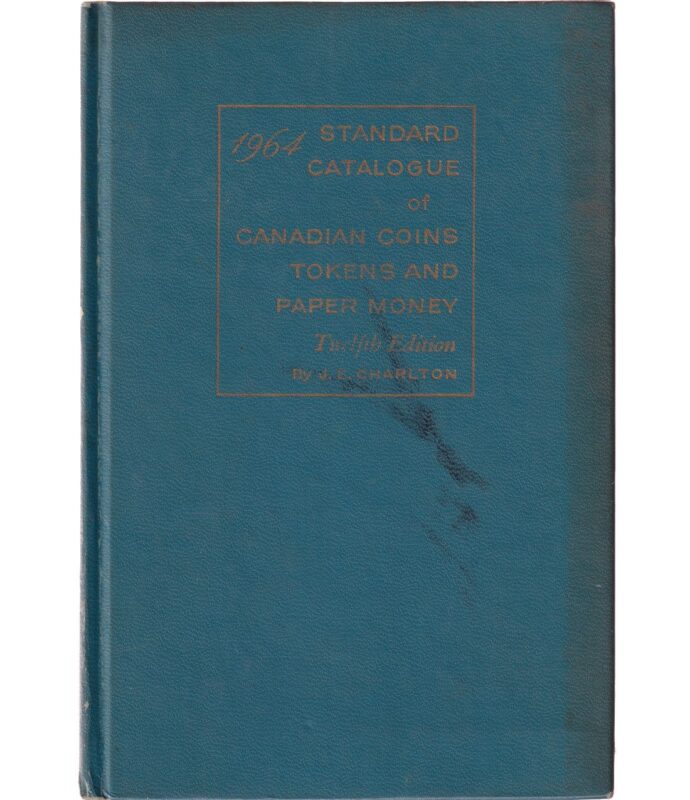 1964 STANDARD
CATALOGUE
of
CANADIAN COINS
TOKENS AND
PAPER MONEY
Twelfth Edition
By J. E. CHARLTON